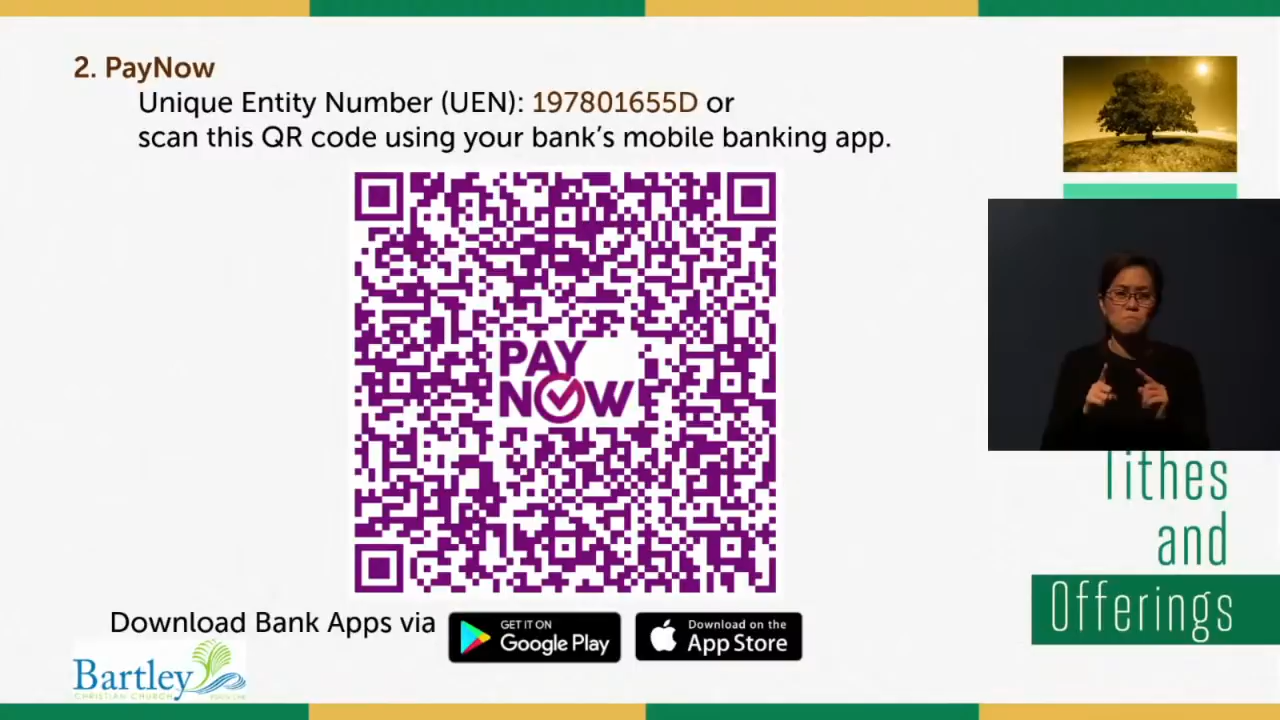 2. PayNow
Unique Entity Number (UEN): 197801655D or
scan this QR code using your bank's mobile banking app.
PAY
NOW
Tithes
and
Offerings
Download Bank Apps via
GET IT ON
Google Play
Download on the
App Store
Bartley
CHRISTIAN CHURCH